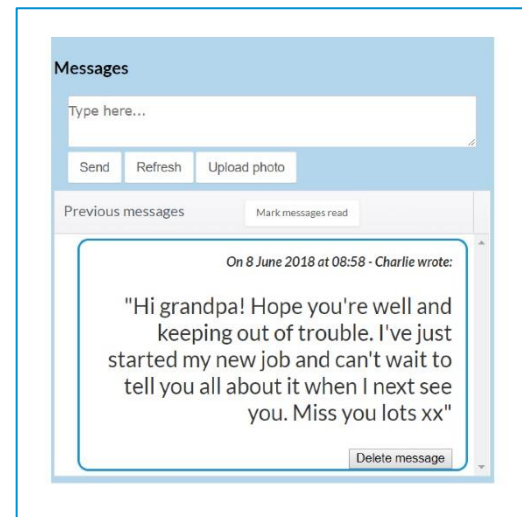 Messages
Type here...
Send Refresh Upload photo
Previous messages Mark messages read
On 8 June 2018 at 08:58 - Charlie wrote:
"Hi grandpa! Hope you're well and
keeping out of trouble. I've just
started my new job and can't wait to
tell you all about it when I next see
you. Miss you lots xx"
Delete message